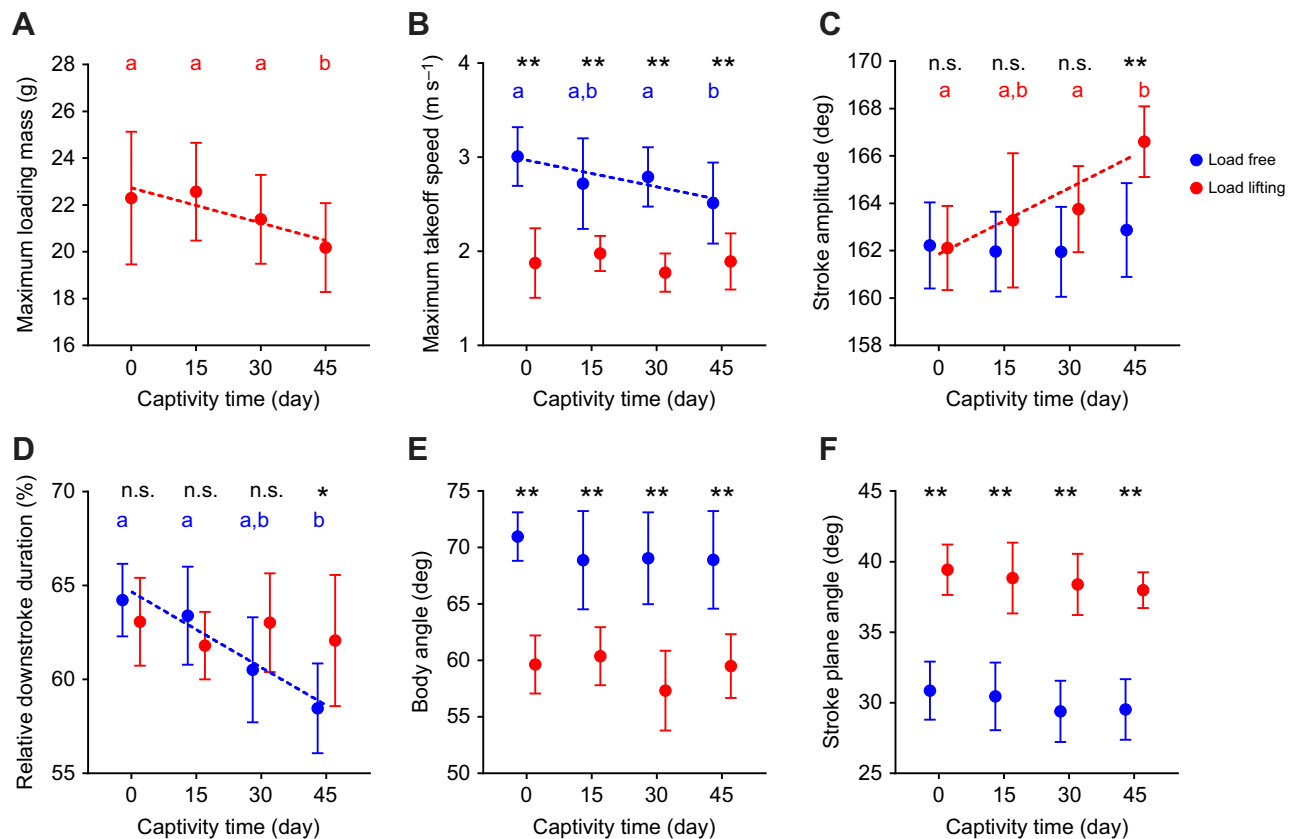 A
Maximum loading mass (g)
28
26
24
22
20
18
16
a a a b
0 15 30 45
Captivity time (day)
B
Maximum takeoff speed (m s⁻¹)
4
3
2
1
** ** ** **
a a,b a b
0 15 30 45
Captivity time (day)
C
Stroke amplitude (deg)
170
168
166
164
162
160
158
n.s. n.s. n.s. **
a a,b a b
0 15 30 45
Captivity time (day)
Load free
Load lifting
D
Relative downstroke duration (%)
70
65
60
55
n.s. n.s. n.s. *
a a a,b b
0 15 30 45
Captivity time (day)
E
Body angle (deg)
75
70
65
60
55
50
** ** ** **
0 15 30 45
Captivity time (day)
F
Stroke plane angle (deg)
45
40
35
30
25
** ** ** **
0 15 30 45
Captivity time (day)